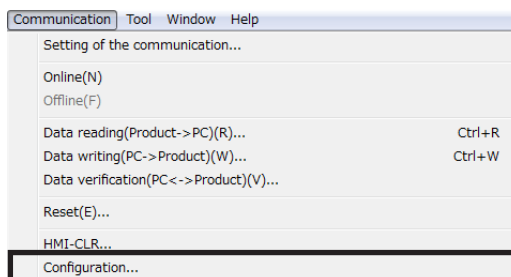 Communication Tool Window Help
Setting of the communication...
Online(N)
Offline(F)
Data reading(Product->PC)(R)... Ctrl+R
Data writing(PC->Product)(W)... Ctrl+W
Data verification(PC<->Product)(V)...
Reset(E)...
HMI-CLR...
Configuration...